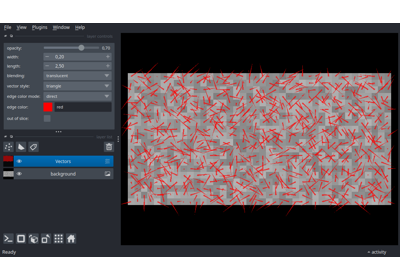 File View Plugins Window Help
layer controls
opacity: 0.70
width: 0.20
length: 2.50
blending: translucent
vector style: triangle
edge color mode: direct
edge color: red
out of slice:
layer list
Vectors
background
Ready activity